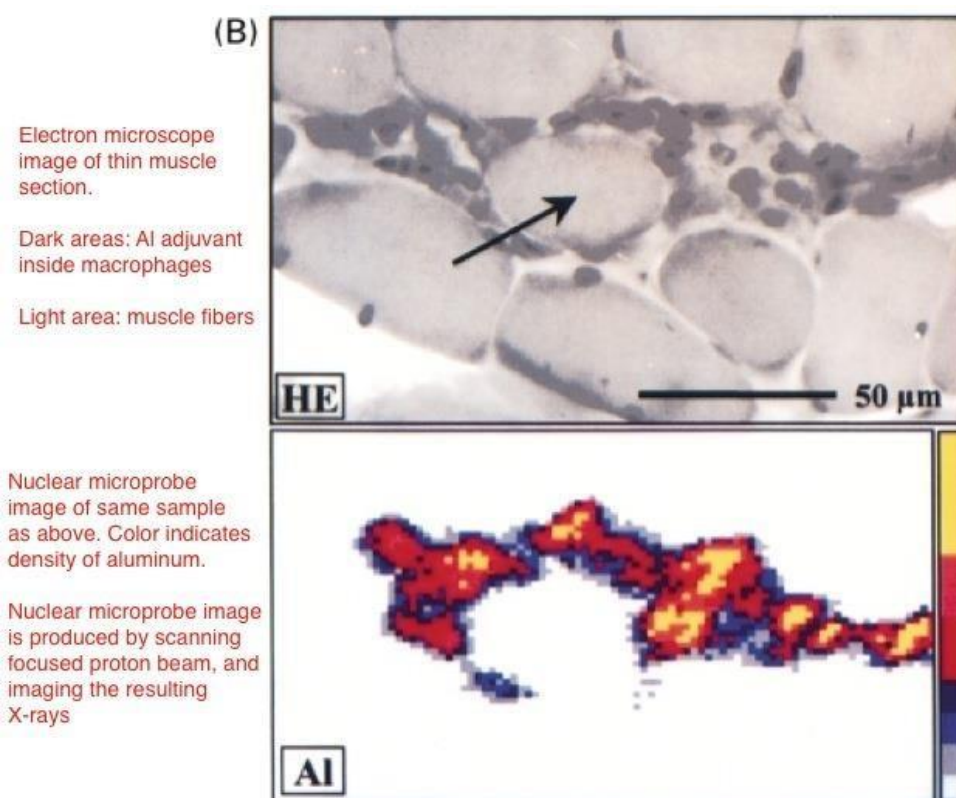 (B)
Electron microscope
image of thin muscle
section.
Dark areas: Al adjuvant
inside macrophages
Light area: muscle fibers
HE
50 µm
Nuclear microprobe
image of same sample
as above. Color indicates
density of aluminum.
Nuclear microprobe image
is produced by scanning
focused proton beam, and
imaging the resulting
X-rays
Al